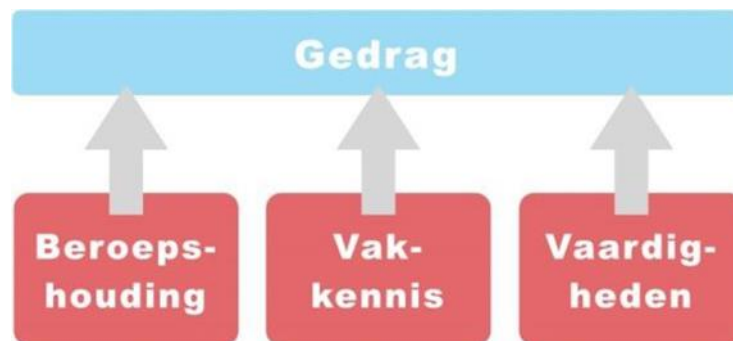 Gedrag
Beroeps-
houding
Vak-
kennis
Vaardig-
heden